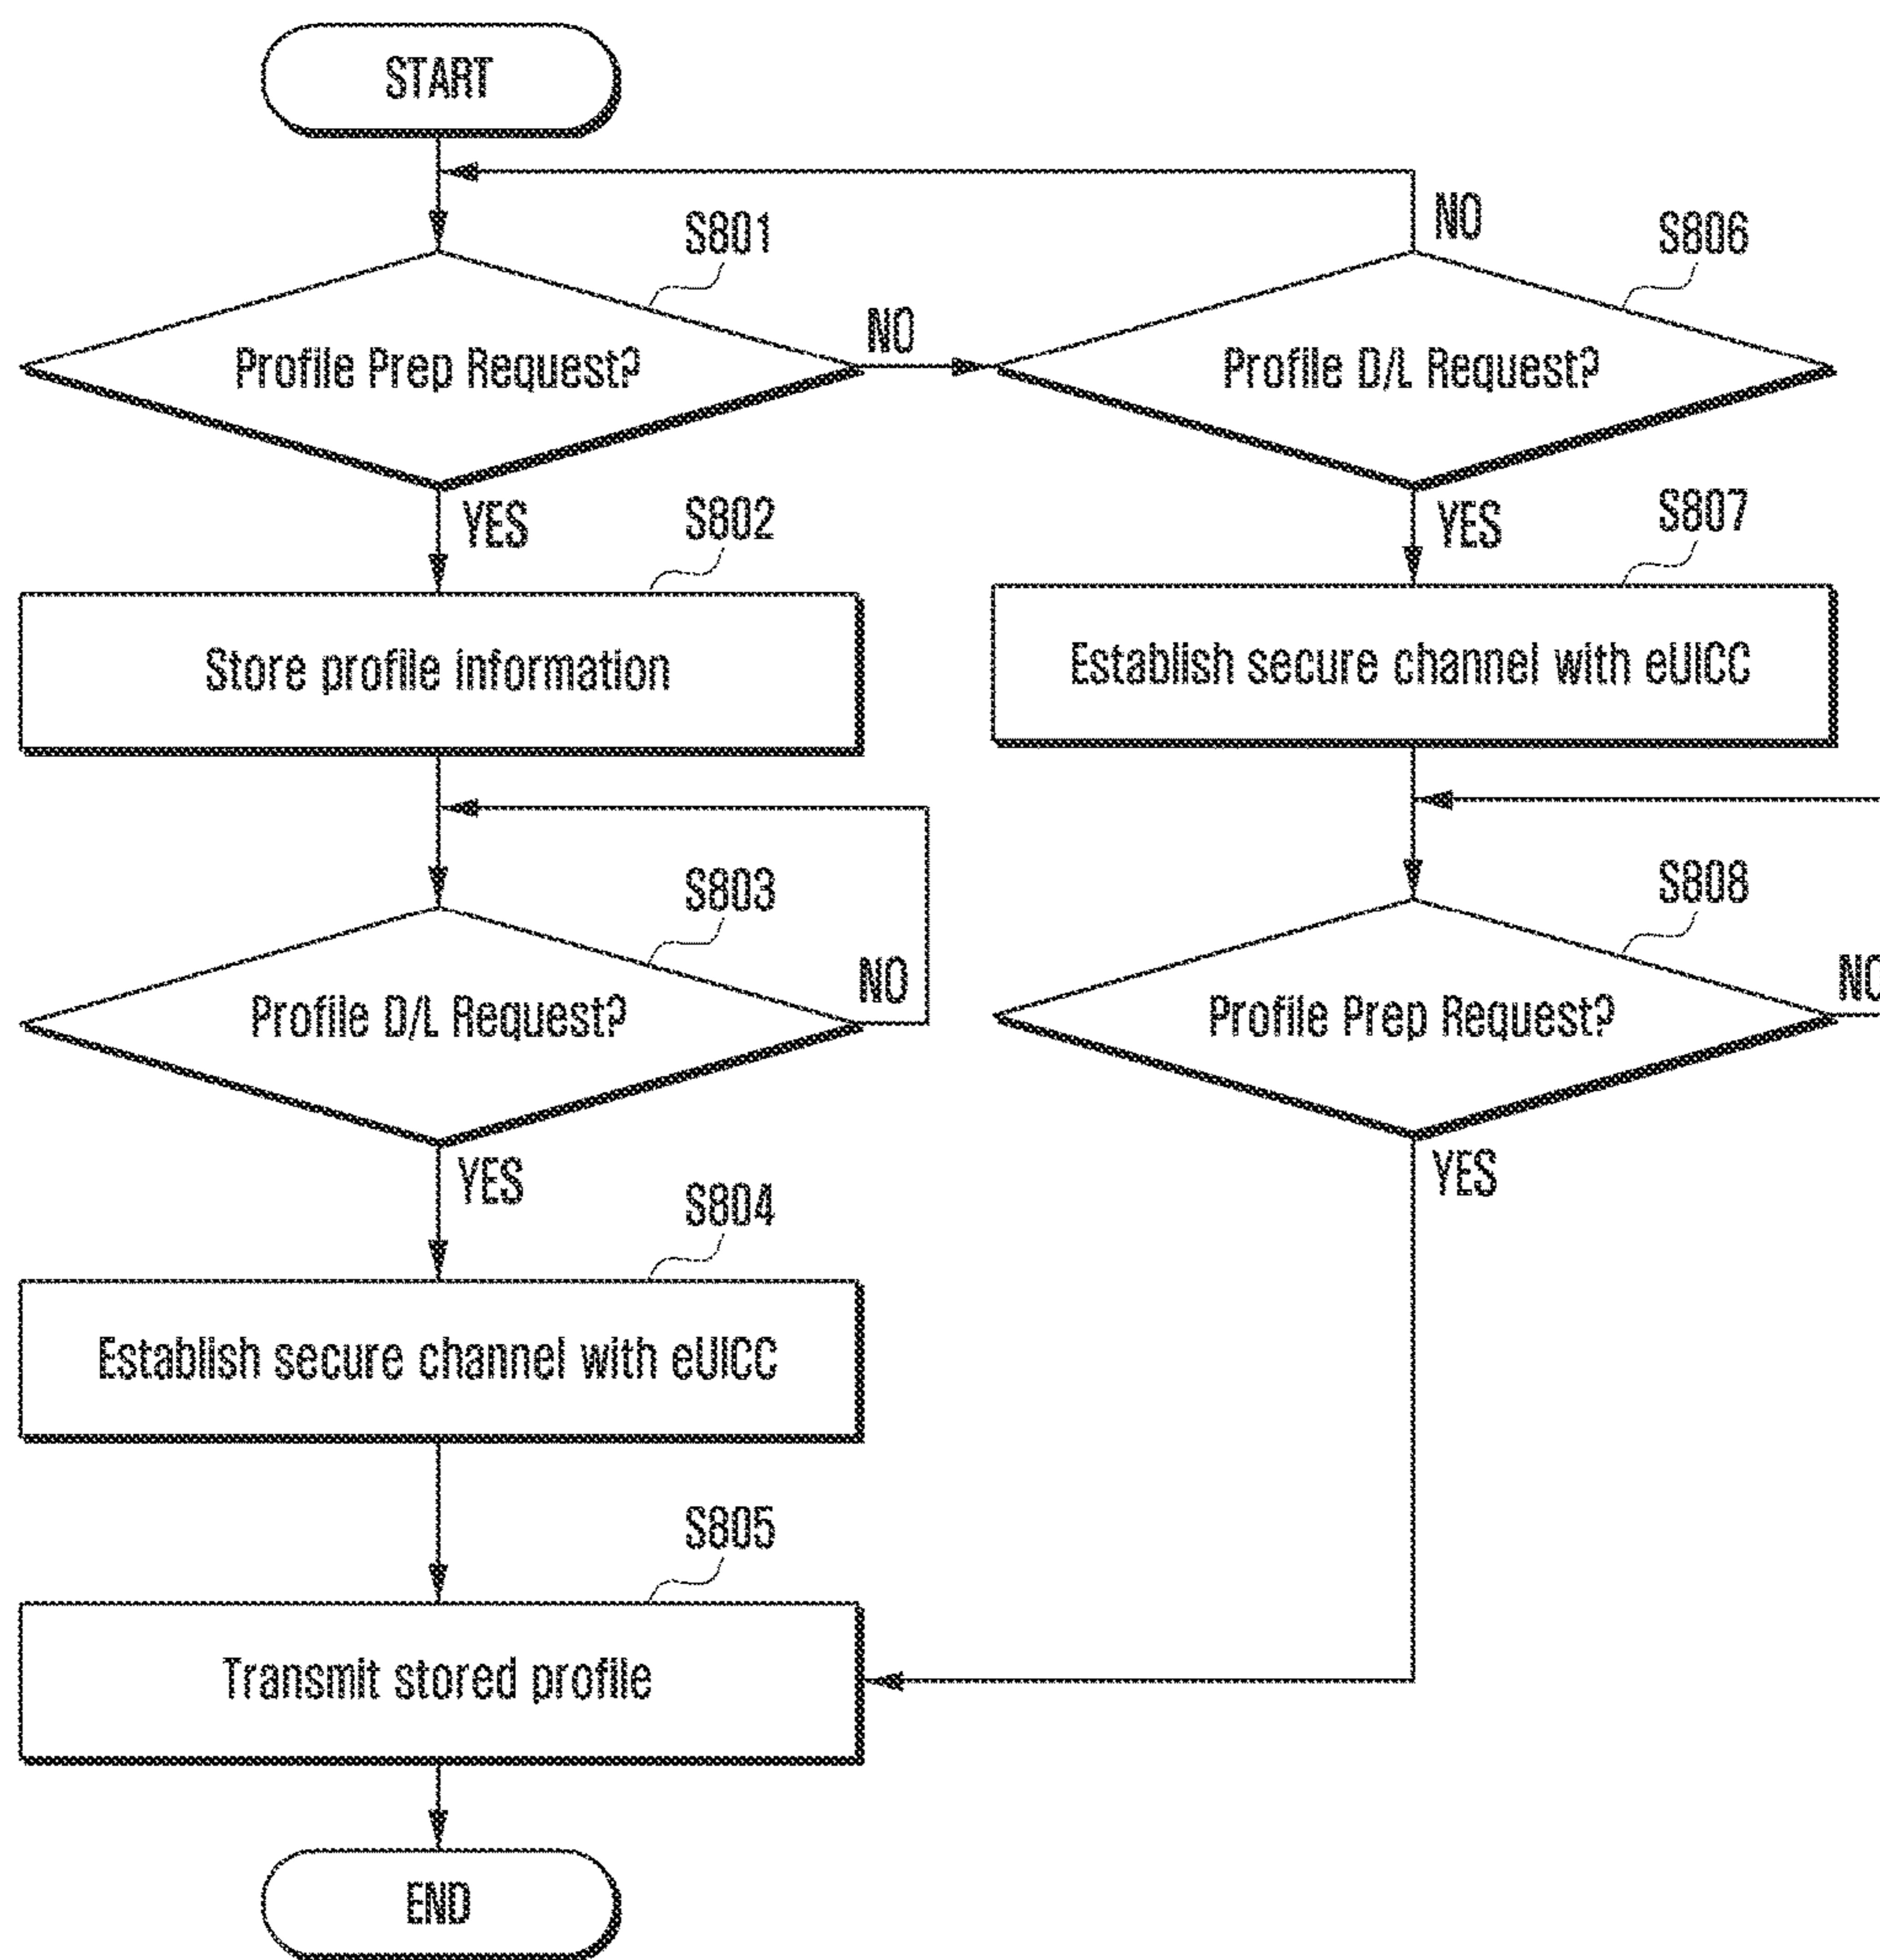 START
S801
Profile Prep Request?
NO
YES
S806
Profile D/L Request?
NO
YES
S802
Store profile information
S807
Establish secure channel with eUICC
S803
Profile D/L Request?
NO
YES
S808
Profile Prep Request?
NO
YES
S804
Establish secure channel with eUICC
S805
Transmit stored profile
END